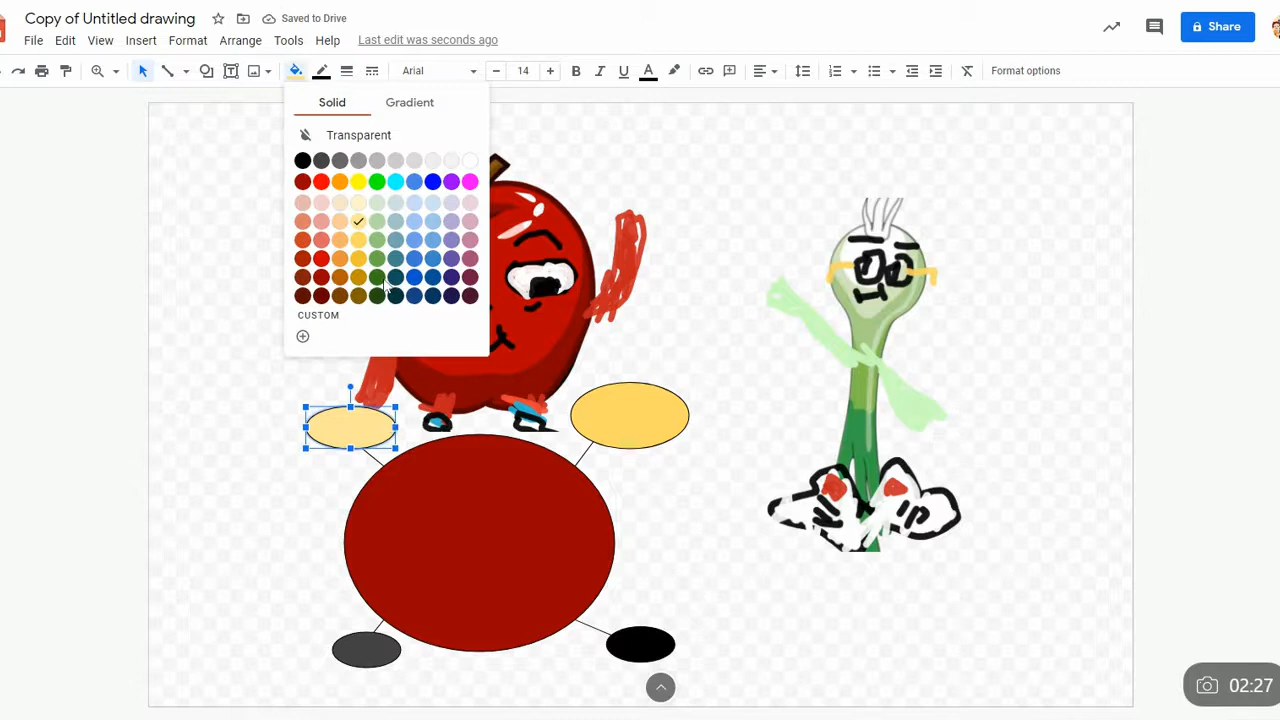 Copy of Untitled drawing
Saved to Drive
File Edit View Insert Format Arrange Tools Help Last edit was seconds ago
Share
Arial
14
B I U A
Format options
Solid Gradient
Transparent
CUSTOM
02:27